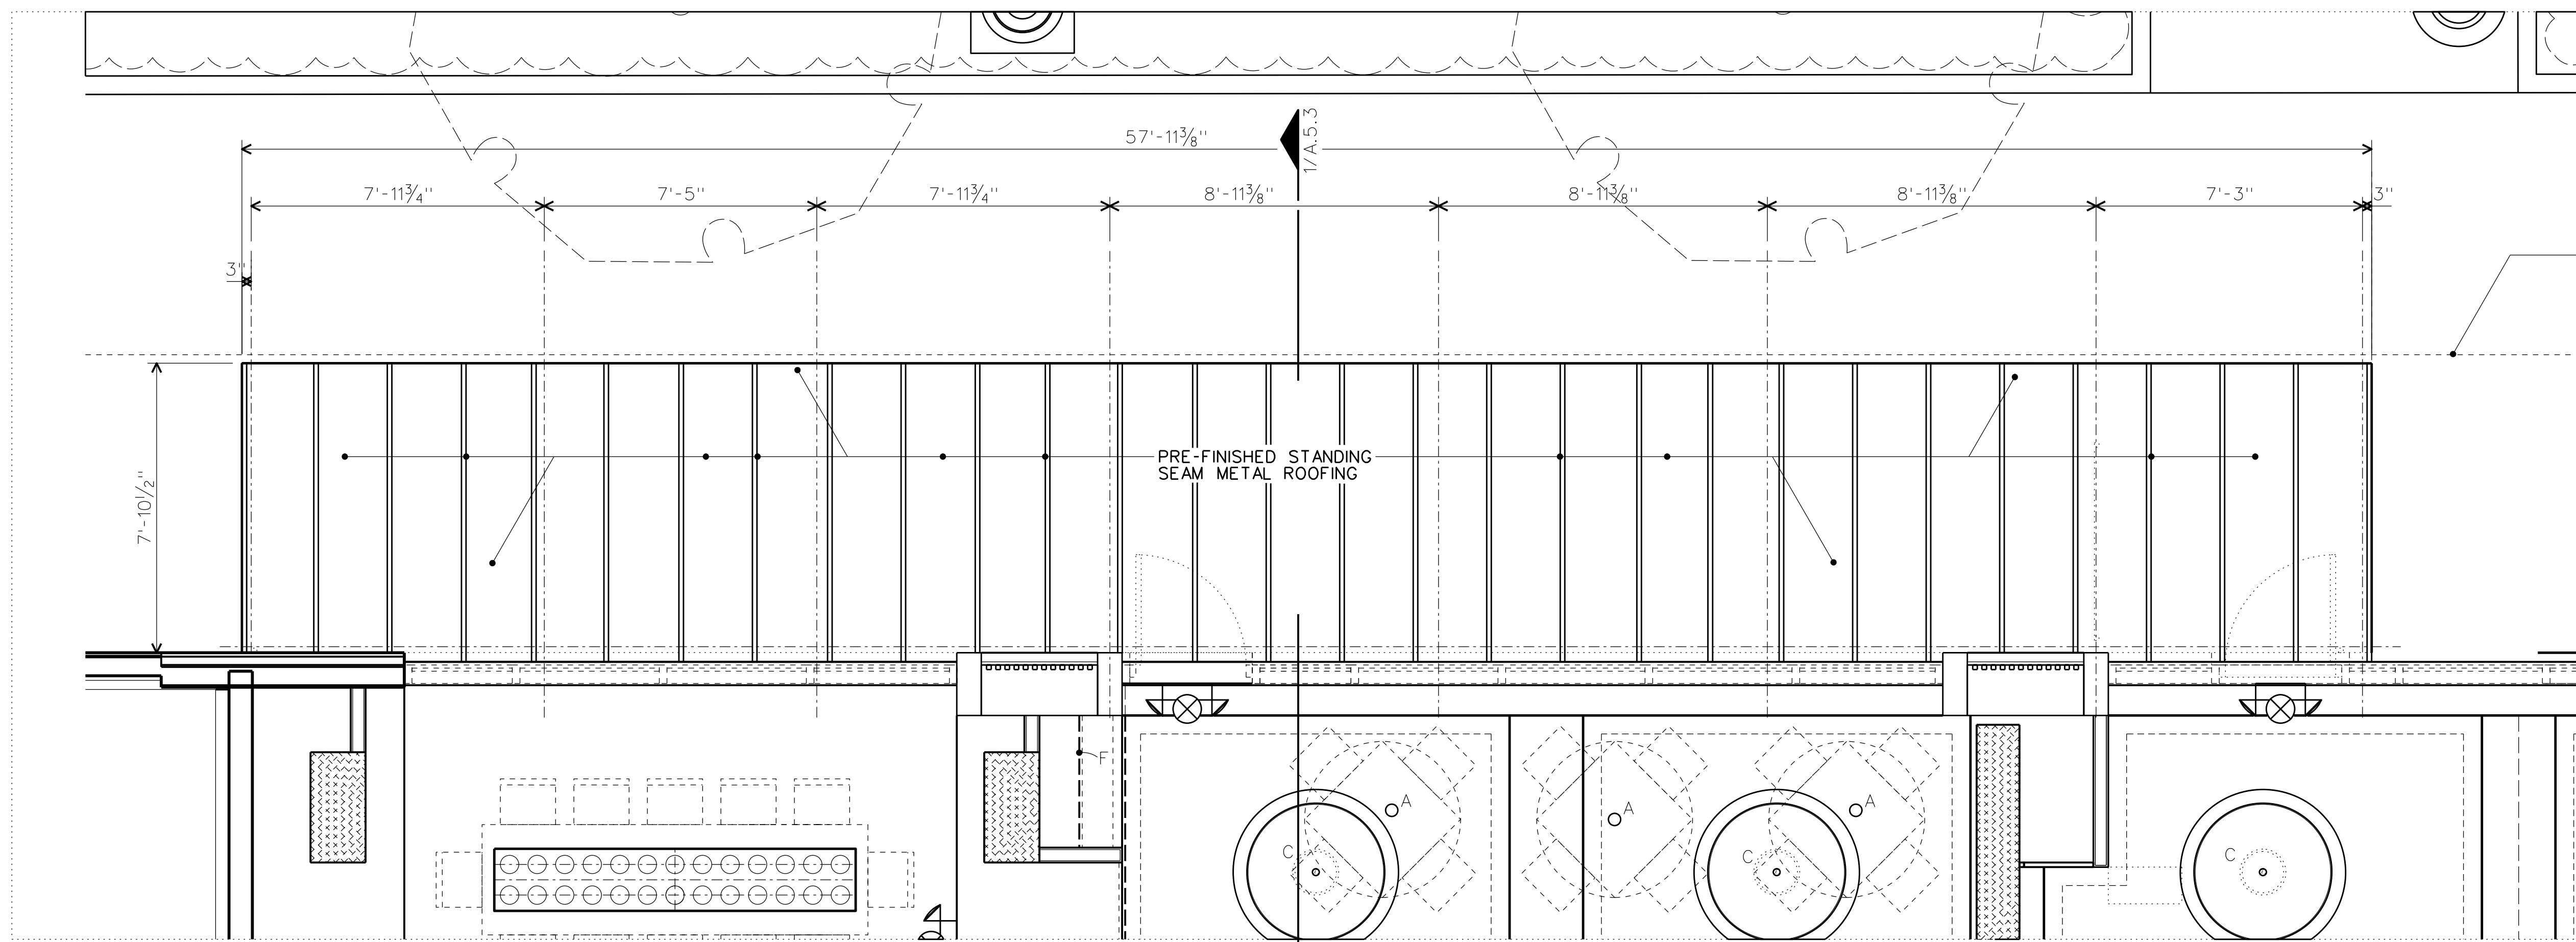 1/A.5.3
57'-11⅜"
7'-11¾"
7'-5"
7'-11¾"
8'-11⅜"
8'-11⅜"
8'-11⅜"
7'-3"
3"
3"
7'-10½"
PRE-FINISHED STANDING
SEAM METAL ROOFING
F
A
A
A
C
C
C